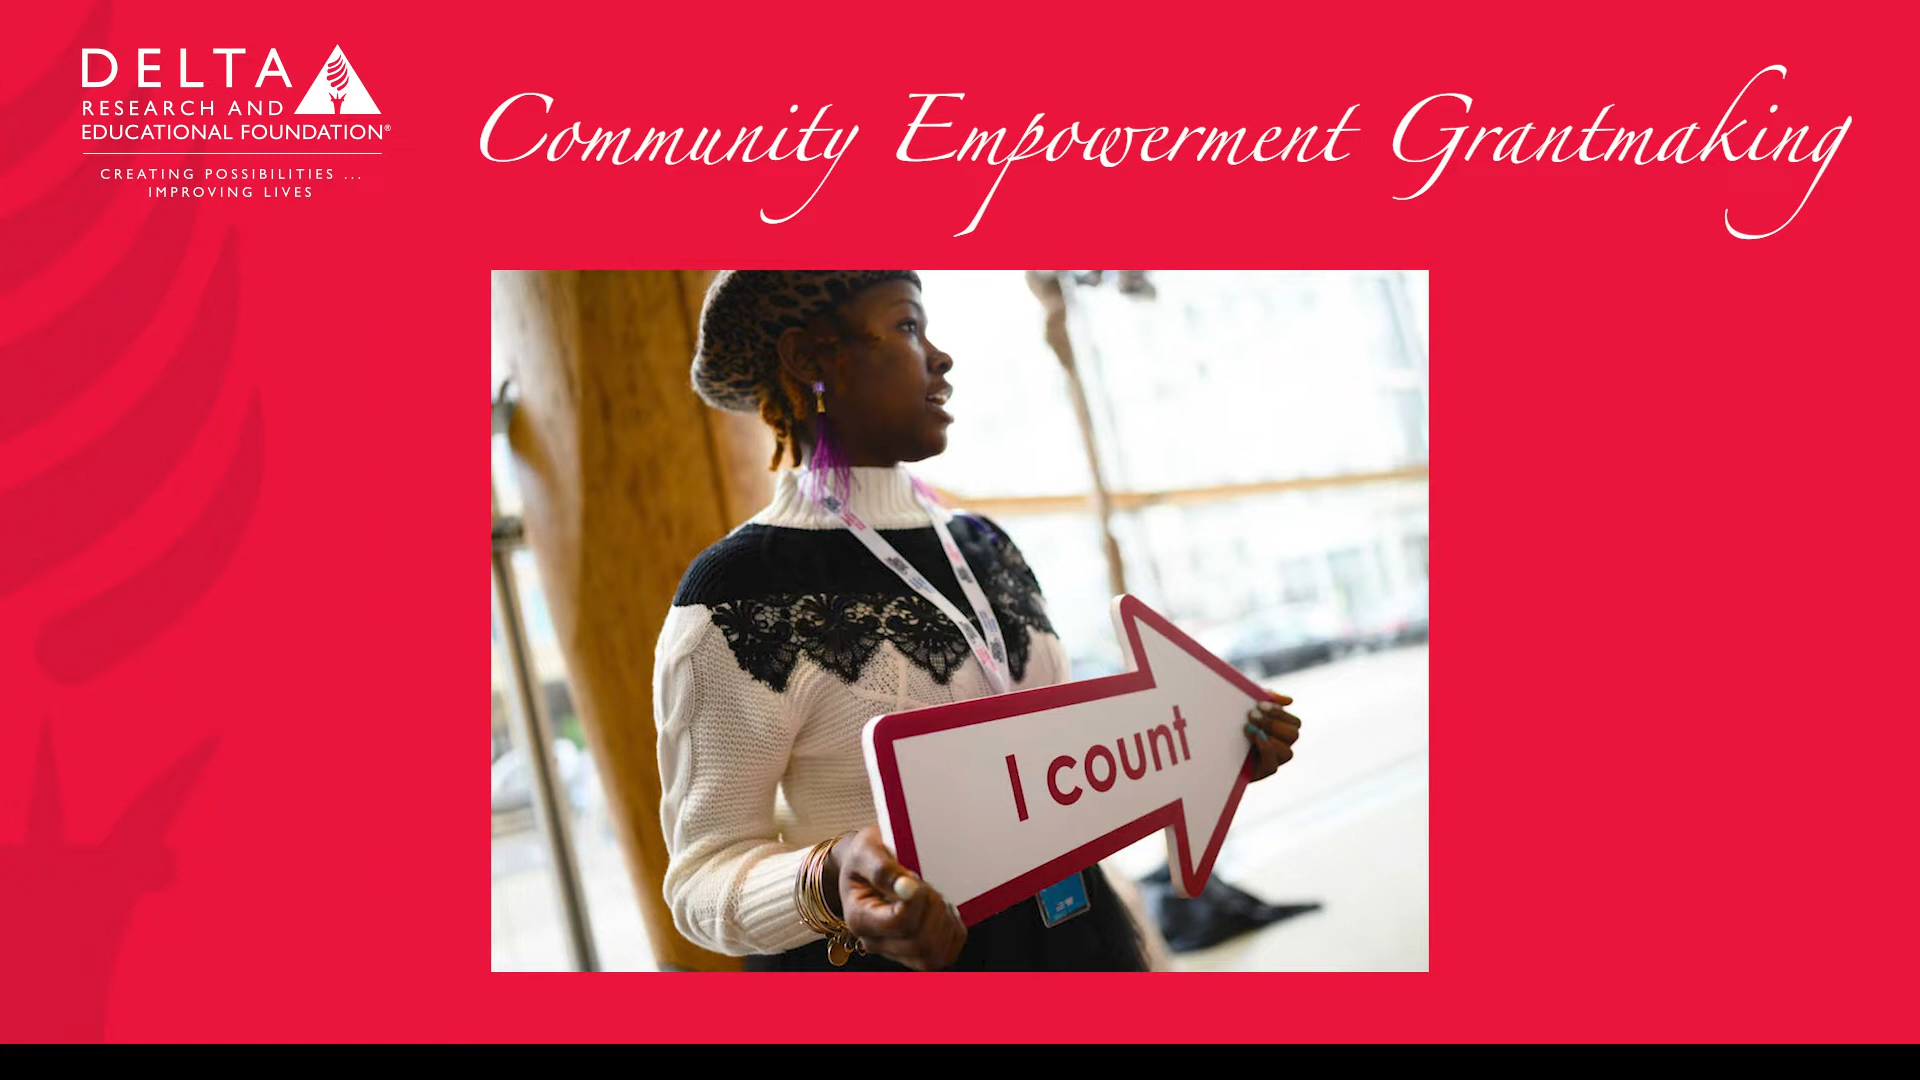 DELTA
RESEARCH AND
EDUCATIONAL FOUNDATION®
CREATING POSSIBILITIES ...
IMPROVING LIVES
Community Empowerment Grantmaking
I count